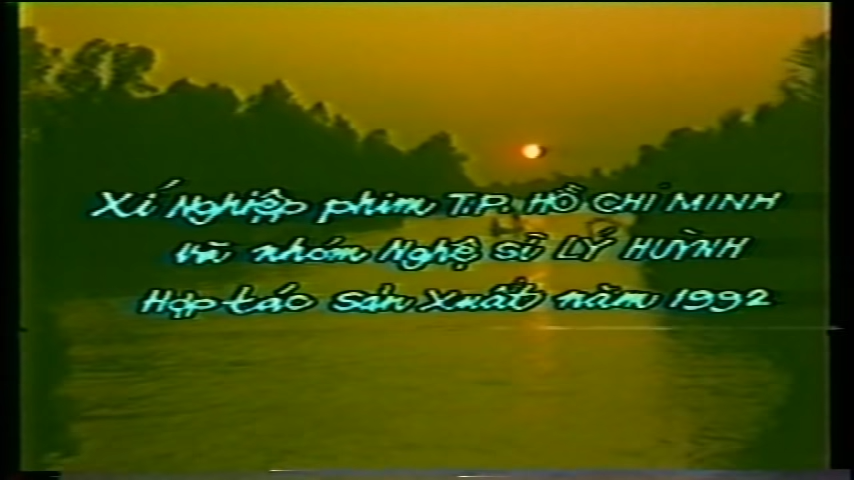 Xí Nghiệp phim T.P. HỒ CHÍ MINH
và nhóm Nghệ sĩ LÝ HUỲNH
Hợp tác sản xuất năm 1992